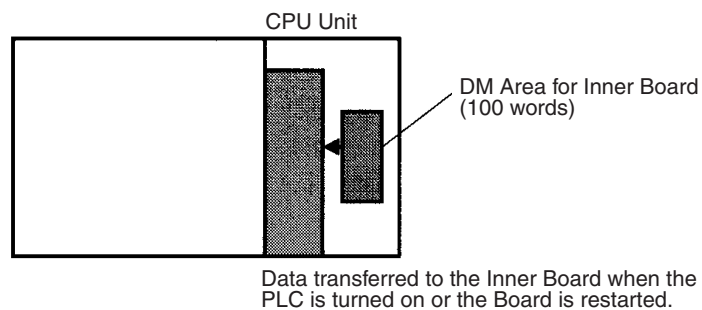 CPU Unit
DM Area for Inner Board
(100 words)
Data transferred to the Inner Board when the
PLC is turned on or the Board is restarted.